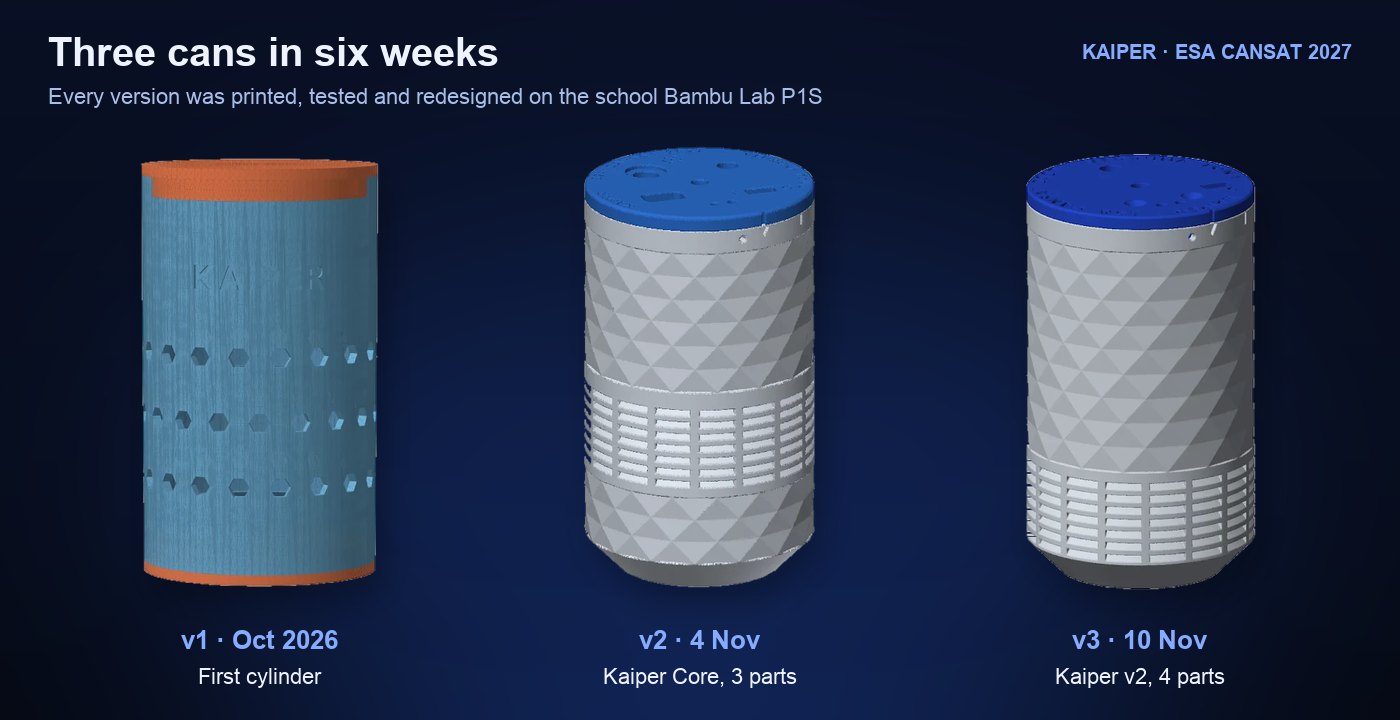 Three cans in six weeks
KAIPER · ESA CANSAT 2027
Every version was printed, tested and redesigned on the school Bambu Lab P1S
v1 · Oct 2026
First cylinder
v2 · 4 Nov
Kaiper Core, 3 parts
v3 · 10 Nov
Kaiper v2, 4 parts